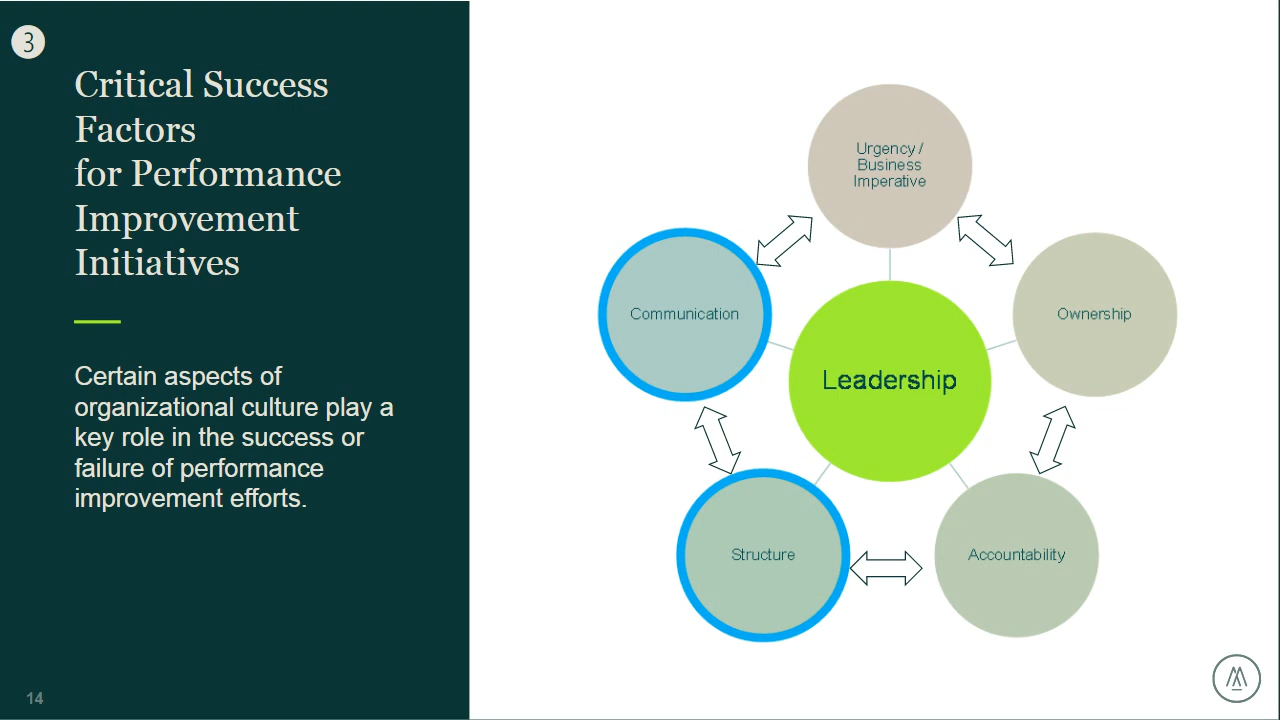 3
Critical Success
Factors
for Performance
Improvement
Initiatives
Certain aspects of
organizational culture play a
key role in the success or
failure of performance
improvement efforts.
14
Urgency /
Business
Imperative
Communication
Ownership
Leadership
Structure
Accountability